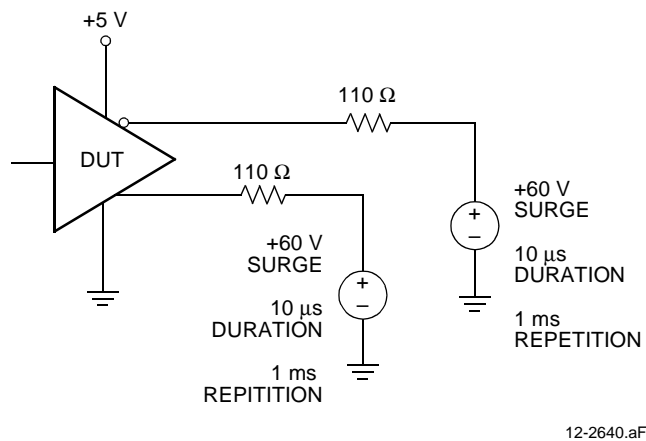 +5 V
110 Ω
DUT
110 Ω
+
–
+60 V
SURGE
10 μs
DURATION
1 ms
REPETITION
+60 V
SURGE
10 μs
DURATION
1 ms
REPITITION
+
–
12-2640.aF